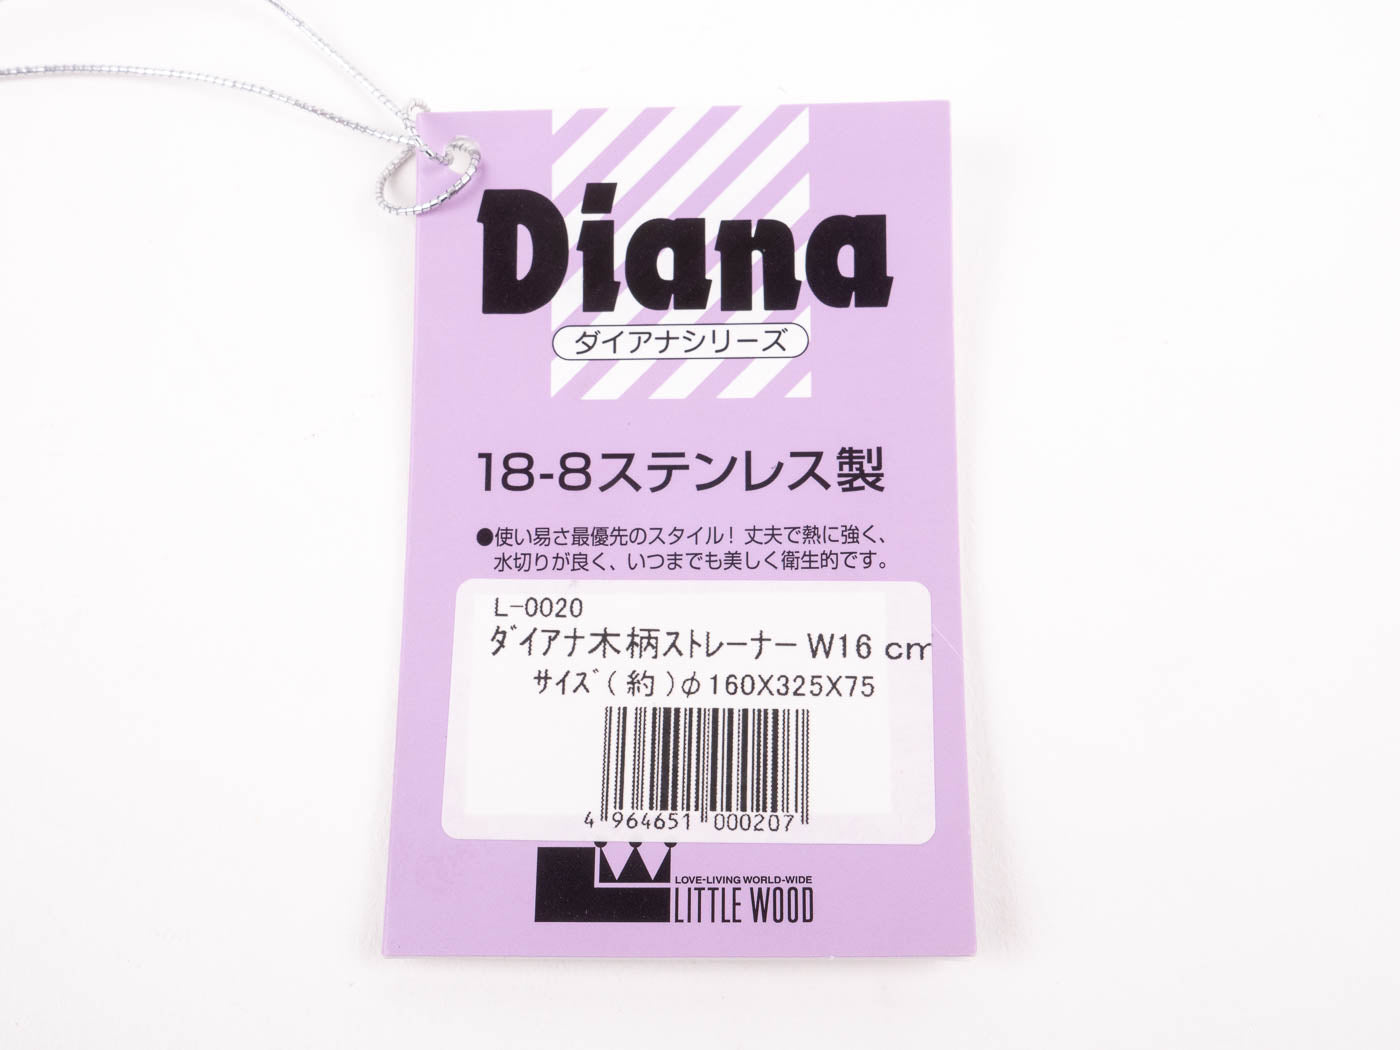 Diana
ダイアナシリーズ
18-8ステンレス製
●使い易さ最優先のスタイル！丈夫で熱に強く、
水切りが良く、いつまでも美しく衛生的です。
L-0020
ﾀﾞｲｱﾅ木柄ｽﾄﾚｰﾅｰ W16 cm
ｻｲｽﾞ(約)φ160X325X75
4 964651 000207
LOVE-LIVING WORLD-WIDE
LITTLE WOOD